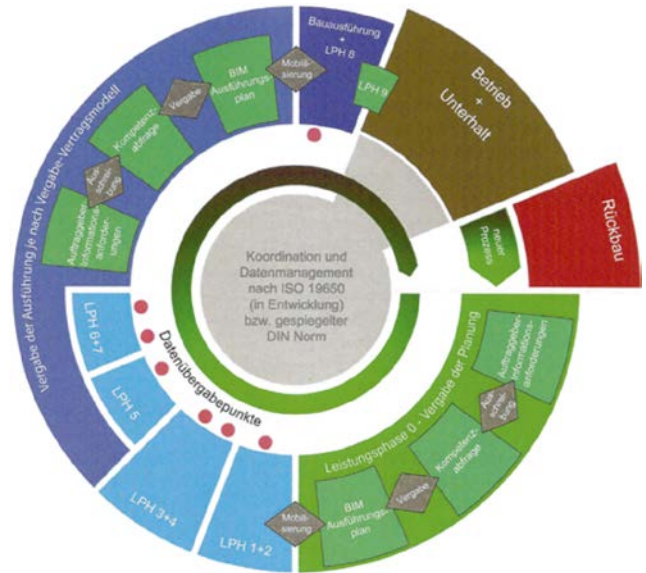 Bauausführung
+
LPH 8
LPH 9
Betrieb
+
Unterhalt
Rückbau
neuer
Prozess
Leistungsphase 0 - Vergabe der Planung
Auftraggeber-
Informations-
anforderungen
Aus-
schrei-
bung
Kompetenz-
abfrage
Vergabe
BIM
Ausführungs-
plan
Mobili-
sierung
LPH 1+2
LPH 3+4
LPH 5
LPH 6+7
Datenübergabepunkte
Vergabe der Ausführung je nach Vergabe-Vertragsmodell
Auftraggeber
Informations-
anforderungen
Aus-
schrei-
bung
Kompetenz-
abfrage
Vergabe
BIM
Ausführungs-
plan
Mobili-
sierung
Koordination und
Datenmanagement
nach ISO 19650
(in Entwicklung)
bzw. gespiegelter
DIN Norm